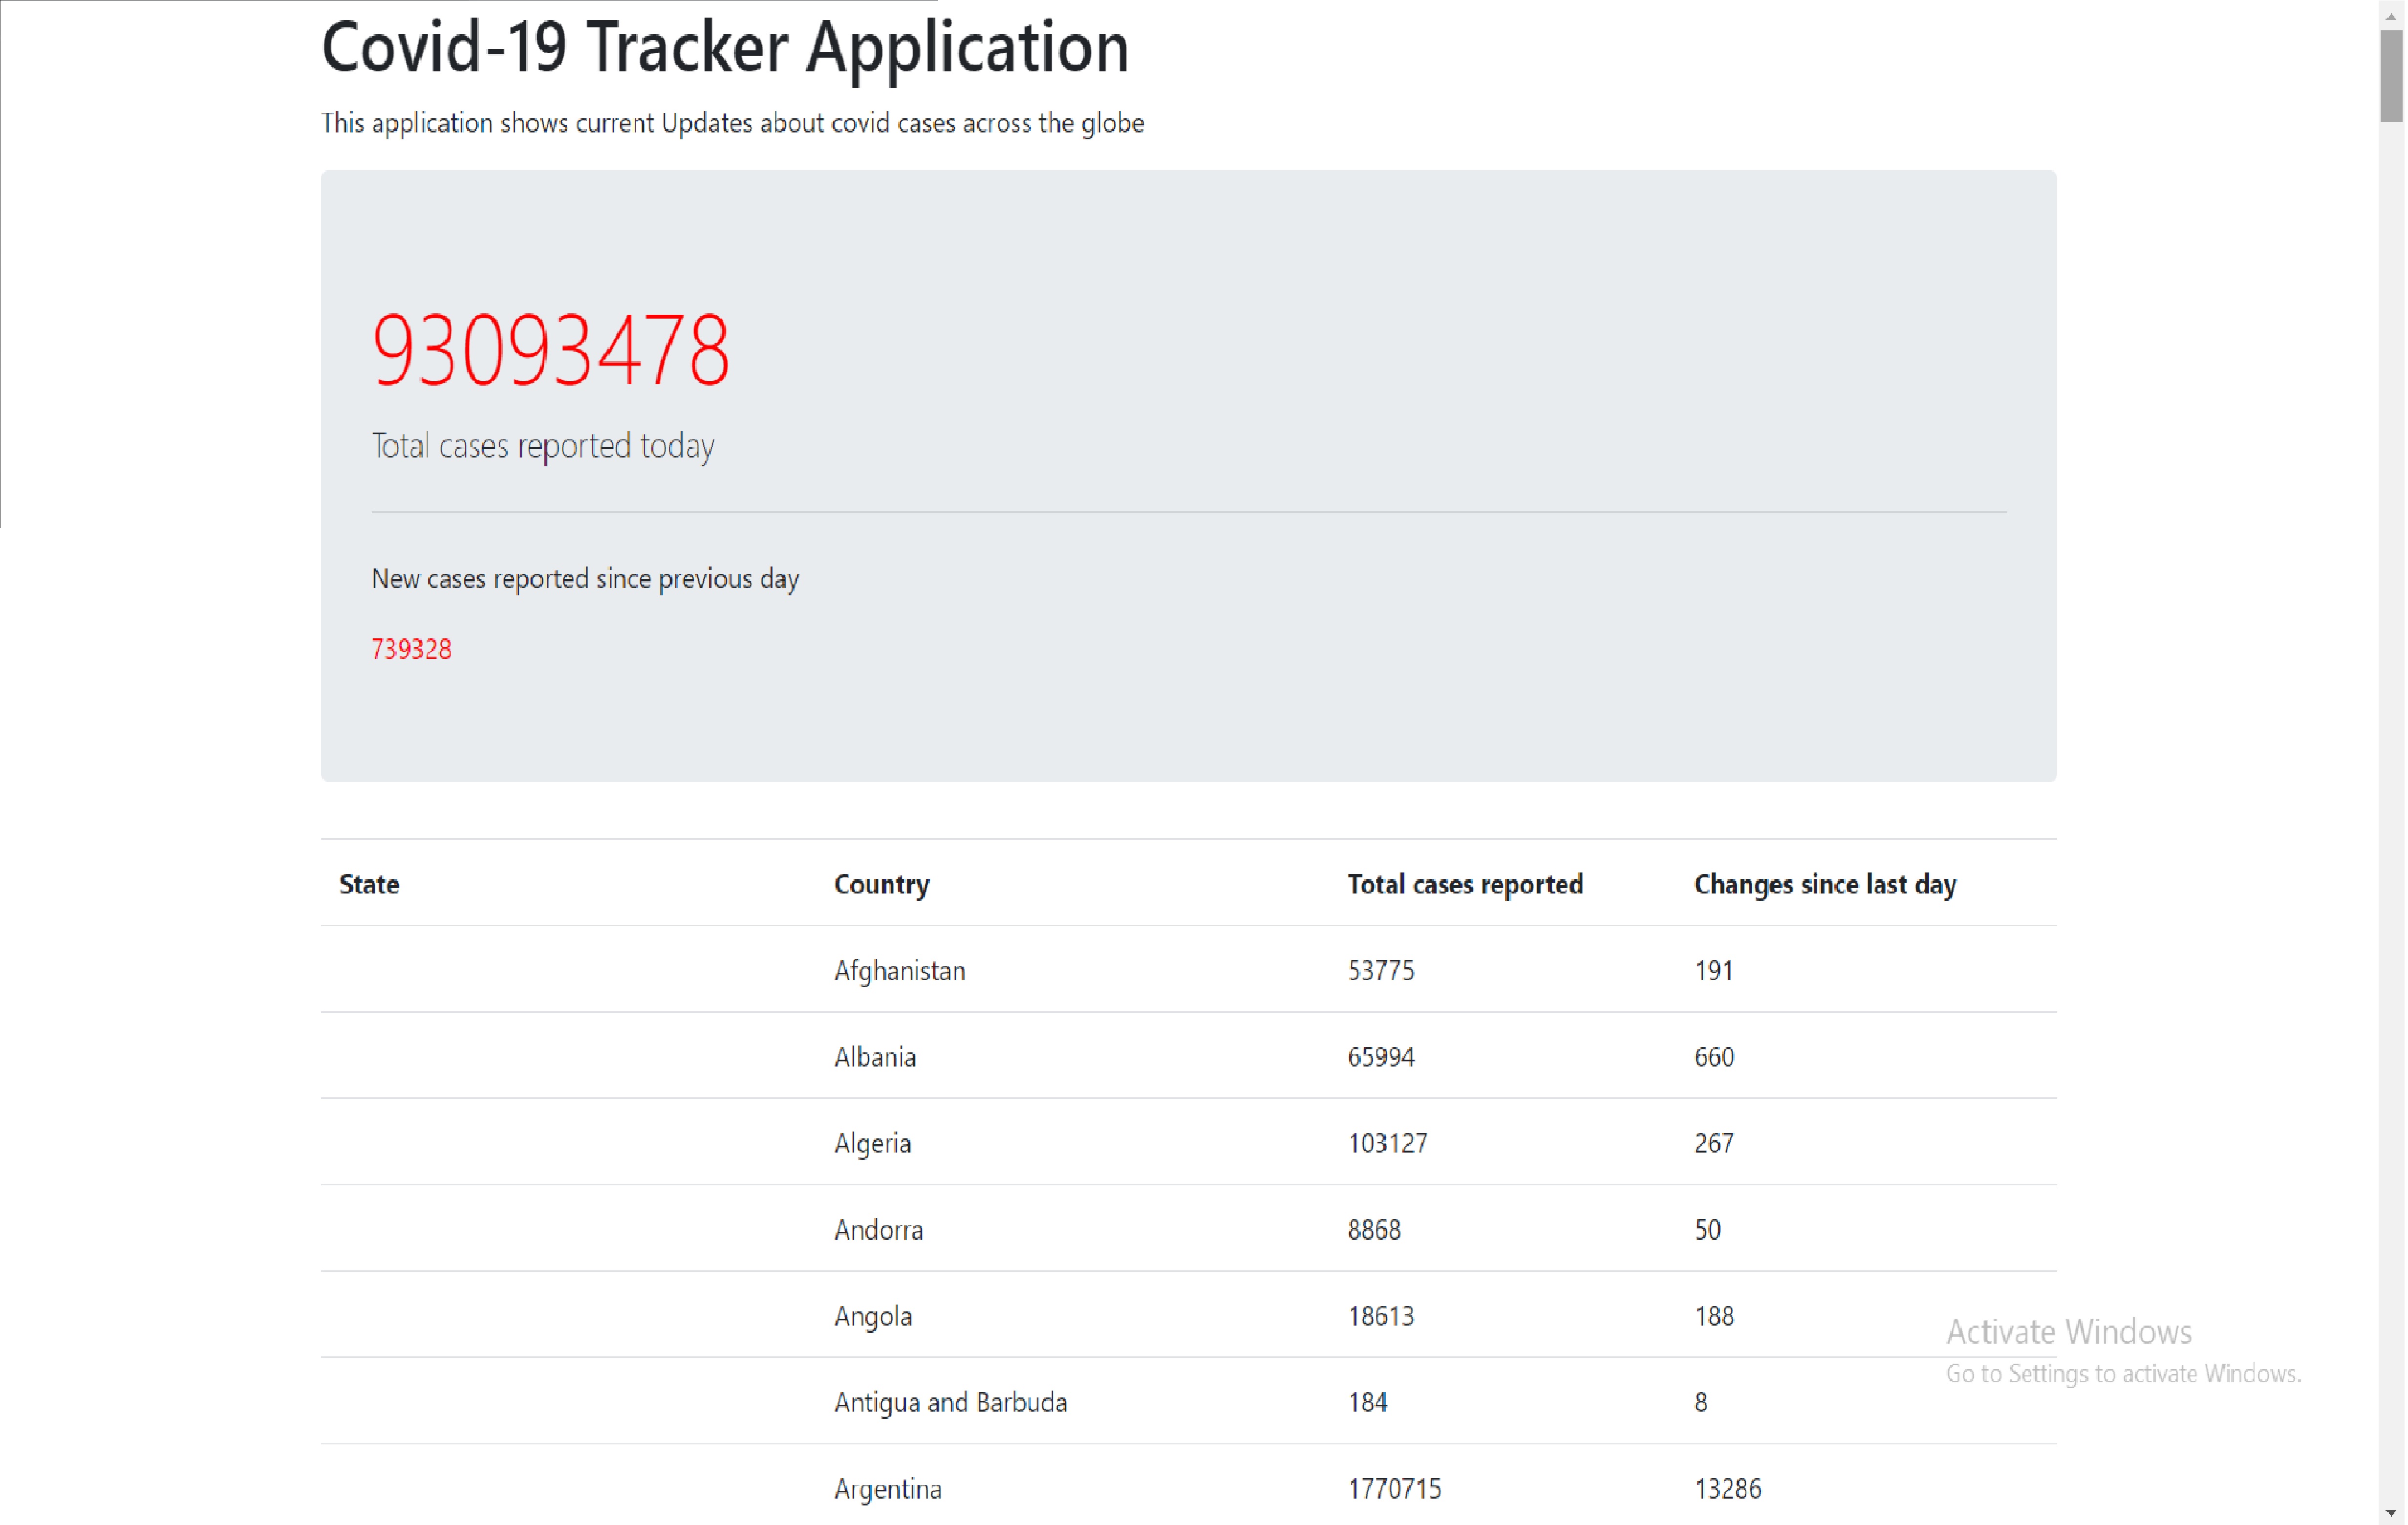 Covid-19 Tracker Application
This application shows current Updates about covid cases across the globe
93093478
Total cases reported today
New cases reported since previous day
739328
State Country Total cases reported Changes since last day
Afghanistan 53775 191
Albania 65994 660
Algeria 103127 267
Andorra 8868 50
Angola 18613 188
Activate Windows
Go to Settings to activate Windows.
Antigua and Barbuda 184 8
Argentina 1770715 13286